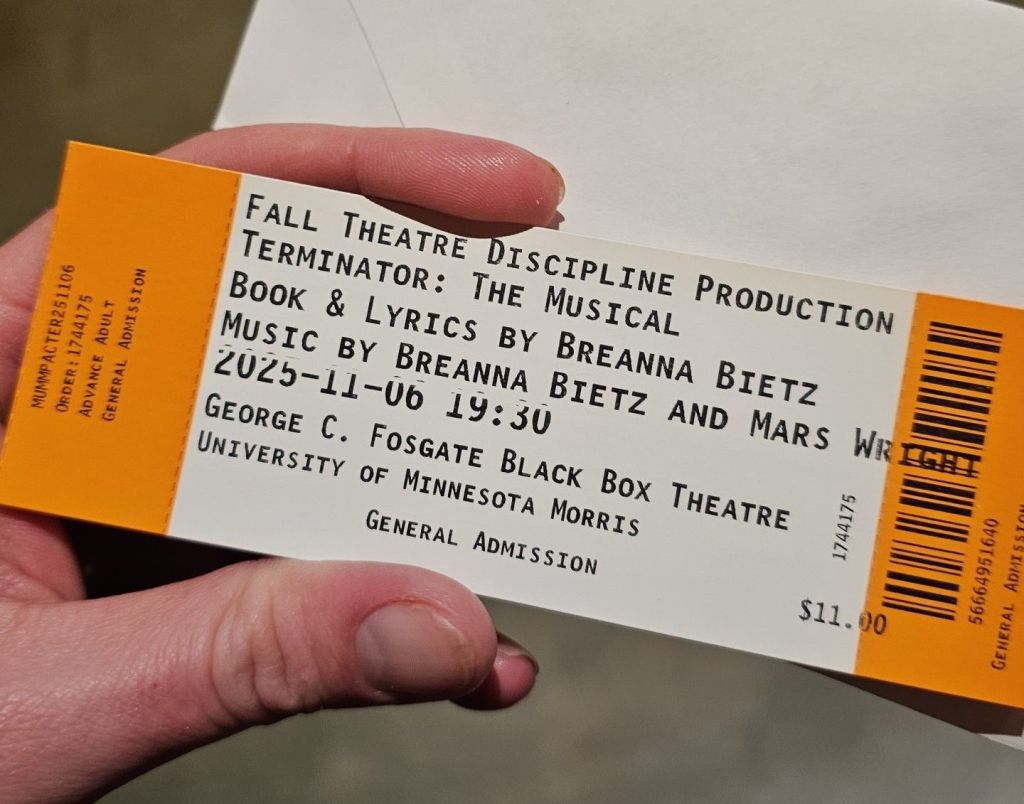 MUMMPACTER251106
ORDER:1744175
ADVANCE ADULT
GENERAL ADMISSION
FALL THEATRE DISCIPLINE PRODUCTION
TERMINATOR: THE MUSICAL
BOOK & LYRICS BY BREANNA BIETZ
MUSIC BY BREANNA BIETZ AND MARS WRIGHT
2025-11-06 19:30
GEORGE C. FOSGATE BLACK BOX THEATRE
UNIVERSITY OF MINNESOTA MORRIS
GENERAL ADMISSION
1744175
$11.00
56664951640
GENERAL ADMISSION